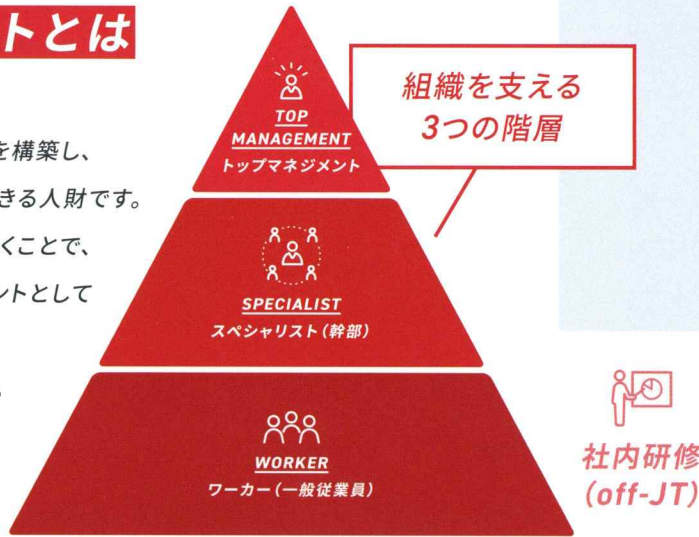 トとは
を構築し、
きる人財です。
くことで、
ントとして
TOP
MANAGEMENT
トップマネジメント
組織を支える
3つの階層
SPECIALIST
スペシャリスト(幹部)
WORKER
ワーカー(一般従業員)
社内研修
(off-JT)